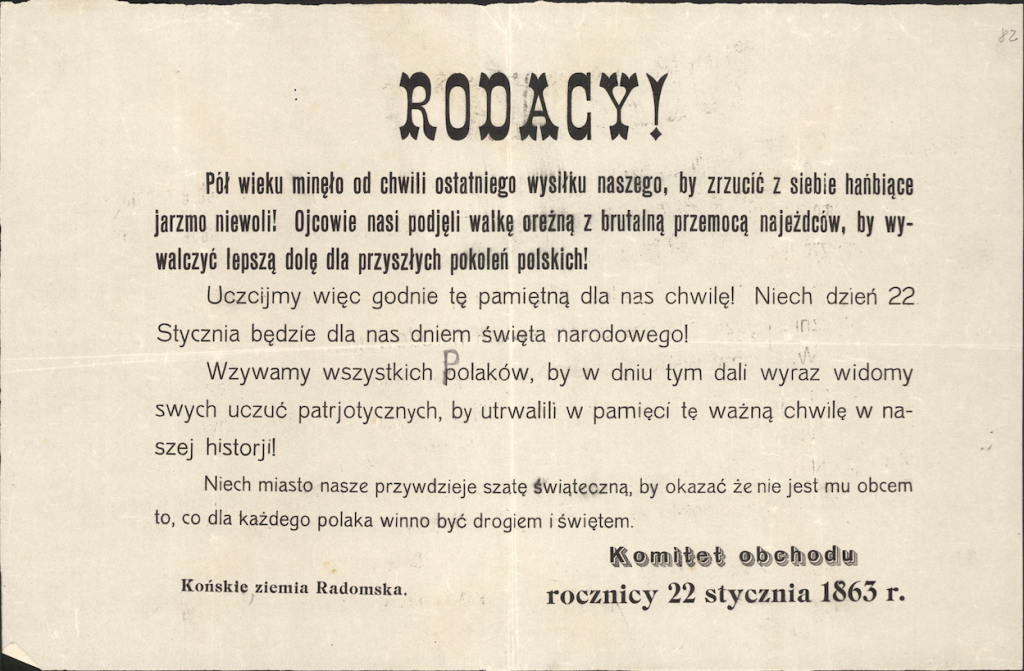 82
RODACY!
Pół wieku minęło od chwili ostatniego wysiłku naszego, by zrzucić z siebie hańbiące
jarzmo niewoli! Ojcowie nasi podjęli walkę orężną z brutalną przemocą najeźdców, by wy-
walczyć lepszą dolę dla przyszłych pokoleń polskich!
Uczcijmy więc godnie tę pamiętną dla nas chwilę! Niech dzień 22
Stycznia będzie dla nas dniem święta narodowego!
Wzywamy wszystkich Polaków, by w dniu tym dali wyraz widomy
swych uczuć patrjotycznych, by utrwalili w pamięci tę ważną chwilę w na-
szej historji!
Niech miasto nasze przywdzieje szatę świąteczną, by okazać że nie jest mu obcem
to, co dla każdego polaka winno być drogiem i świętem.
Komitet obchodu
Końskie ziemia Radomska.
rocznicy 22 stycznia 1863 r.